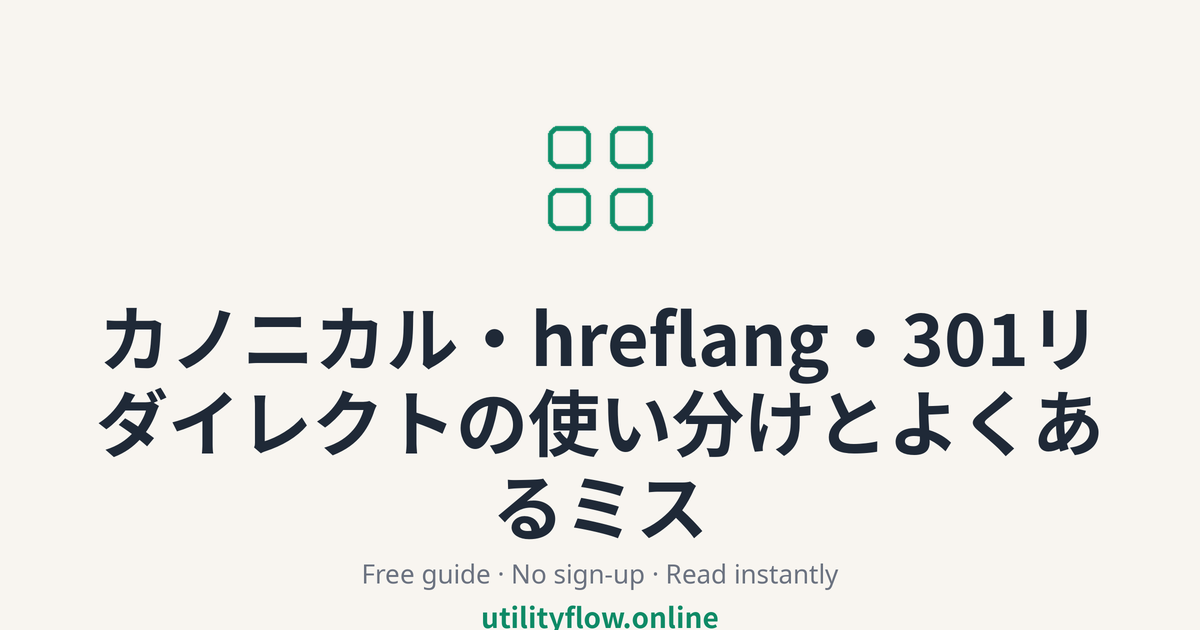 カノニカル・hreflang・301リ
ダイレクトの使い分けとよくあ
るミス
Free guide · No sign-up · Read instantly
utilityflow.online